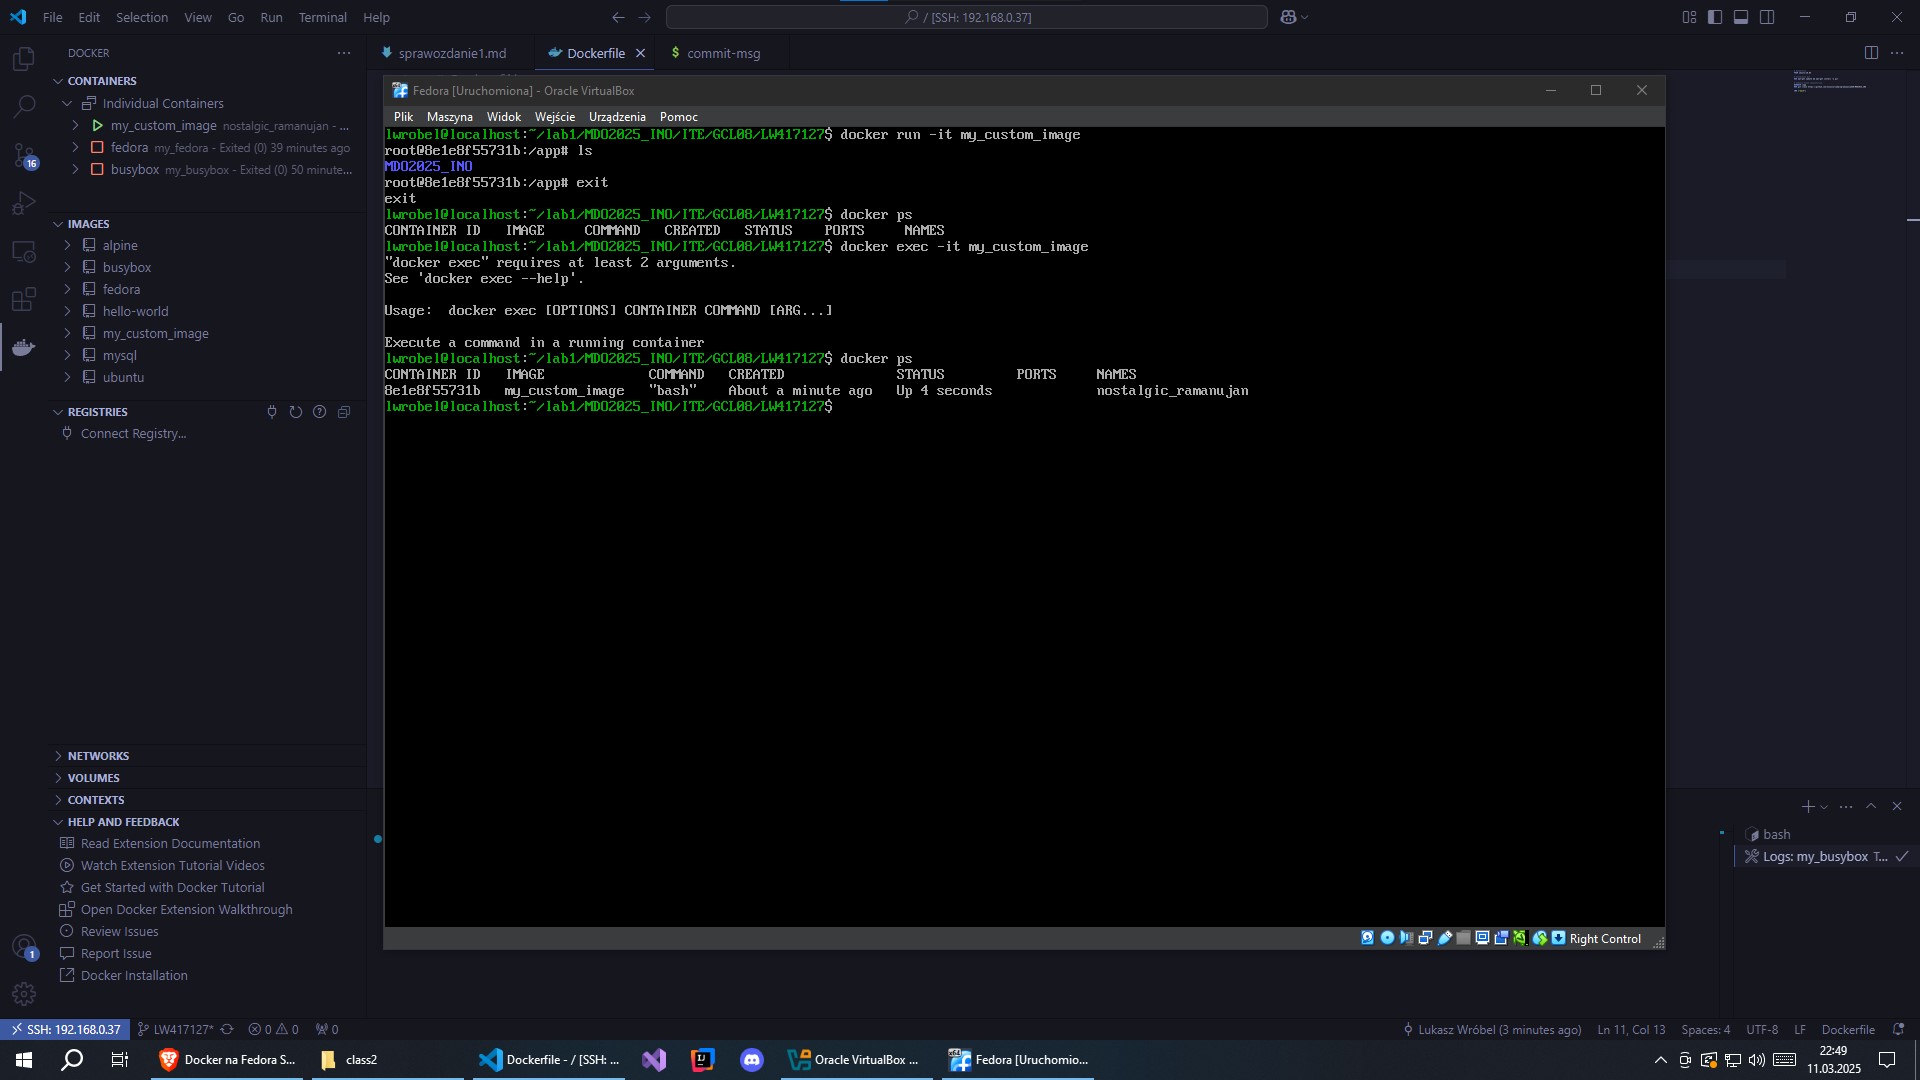 File Edit Selection View Go Run Terminal Help
/ [SSH: 192.168.0.37]
DOCKER
sprawozdanie1.md
Dockerfile
$ commit-msg
CONTAINERS
Individual Containers
my_custom_image nostalgic_ramanujan - ...
fedora my_fedora - Exited (0) 39 minutes ago
busybox my_busybox - Exited (0) 50 minute...
16
IMAGES
alpine
busybox
fedora
hello-world
my_custom_image
mysql
ubuntu
REGISTRIES
Connect Registry...
NETWORKS
VOLUMES
CONTEXTS
HELP AND FEEDBACK
Read Extension Documentation
Watch Extension Tutorial Videos
Get Started with Docker Tutorial
Open Docker Extension Walkthrough
Review Issues
Report Issue
Docker Installation
1
Fedora [Uruchomiona] - Oracle VirtualBox
Plik Maszyna Widok Wejście Urządzenia Pomoc
lwrobel@localhost:~/lab1/MDO2025_INO/ITE/GCL08/LW417127$ docker run -it my_custom_image
root@8e1e8f55731b:/app# ls
MDO2025_INO
root@8e1e8f55731b:/app# exit
exit
lwrobel@localhost:~/lab1/MDO2025_INO/ITE/GCL08/LW417127$ docker ps
CONTAINER ID IMAGE COMMAND CREATED STATUS PORTS NAMES
lwrobel@localhost:~/lab1/MDO2025_INO/ITE/GCL08/LW417127$ docker exec -it my_custom_image
"docker exec" requires at least 2 arguments.
See 'docker exec --help'.
Usage: docker exec [OPTIONS] CONTAINER COMMAND [ARG...]
Execute a command in a running container
lwrobel@localhost:~/lab1/MDO2025_INO/ITE/GCL08/LW417127$ docker ps
CONTAINER ID IMAGE COMMAND CREATED STATUS PORTS NAMES
8e1e8f55731b my_custom_image "bash" About a minute ago Up 4 seconds nostalgic_ramanujan
lwrobel@localhost:~/lab1/MDO2025_INO/ITE/GCL08/LW417127$
Right Control
bash
Logs: my_busybox T...
SSH: 192.168.0.37 LW417127* 0 0 0
Lukasz Wróbel (3 minutes ago) Ln 11, Col 13 Spaces: 4 UTF-8 LF Dockerfile
Docker na Fedora S...
class2
Dockerfile - / [SSH: ...
Oracle VirtualBox ...
Fedora [Uruchomio...
22:49
11.03.2025